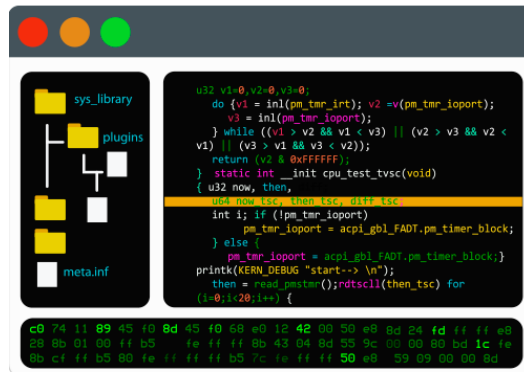 sys_library
plugins
meta.inf
u32 v1=0,v2=0,v3=0;
do {v1 = inl(pm_tmr_irt); v2 =v(pm_tmr_ioport);
v3 = inl(pm_tmr_ioport);
} while ((v1 > v2 && v1 < v3) || (v2 > v3 && v2 <
v1) || (v3 > v1 && v3 < v2));
return (v2 & 0xFFFFFF);
} static int __init cpu_test_tvsc(void)
{ u32 now, then,
u64 now_tsc, then_tsc, diff_tsc;
int i; if (!pm_tmr_ioport)
pm_tmr_ioport = acpi_gbl_FADT.pm_timer_block;
} else {
pm_tmr_ioport = acpi_gbl_FADT.pm_timer_block;}
printk(KERN_DEBUG "start--> \n");
then = read_pmstmr();rdtscll(then_tsc) for
(i=0;i<20;i++) {
c0 74 11 89 45 f0 8d 45 f0 68 e0 12 42 00 50 e8 8d 24 fd ff ff e8
28 8b 01 00 ff b5 fe ff ff 8b 43 04 8d 55 9c 00 00 80 bd 1c fe
8b cf ff b5 80 fe ff ff ff ff b5 7c fe ff ff 50 e8 59 09 00 00 8d